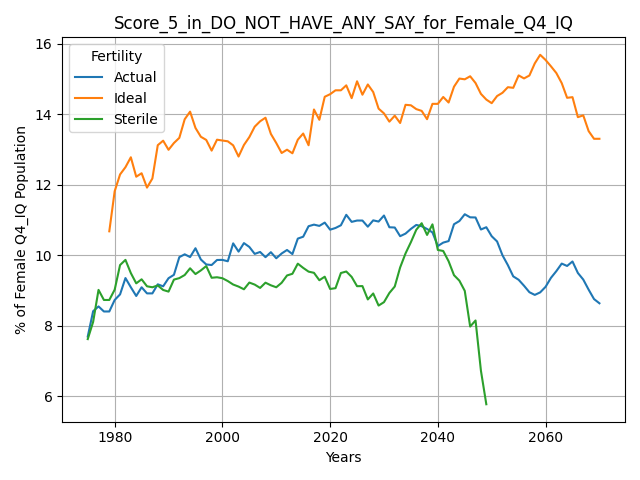 Score_5_in_DO_NOT_HAVE_ANY_SAY_for_Female_Q4_IQ
Fertility
Actual
Ideal
Sterile
% of Female Q4_IQ Population
16
14
12
10
8
6
1980 2000 2020 2040 2060
Years